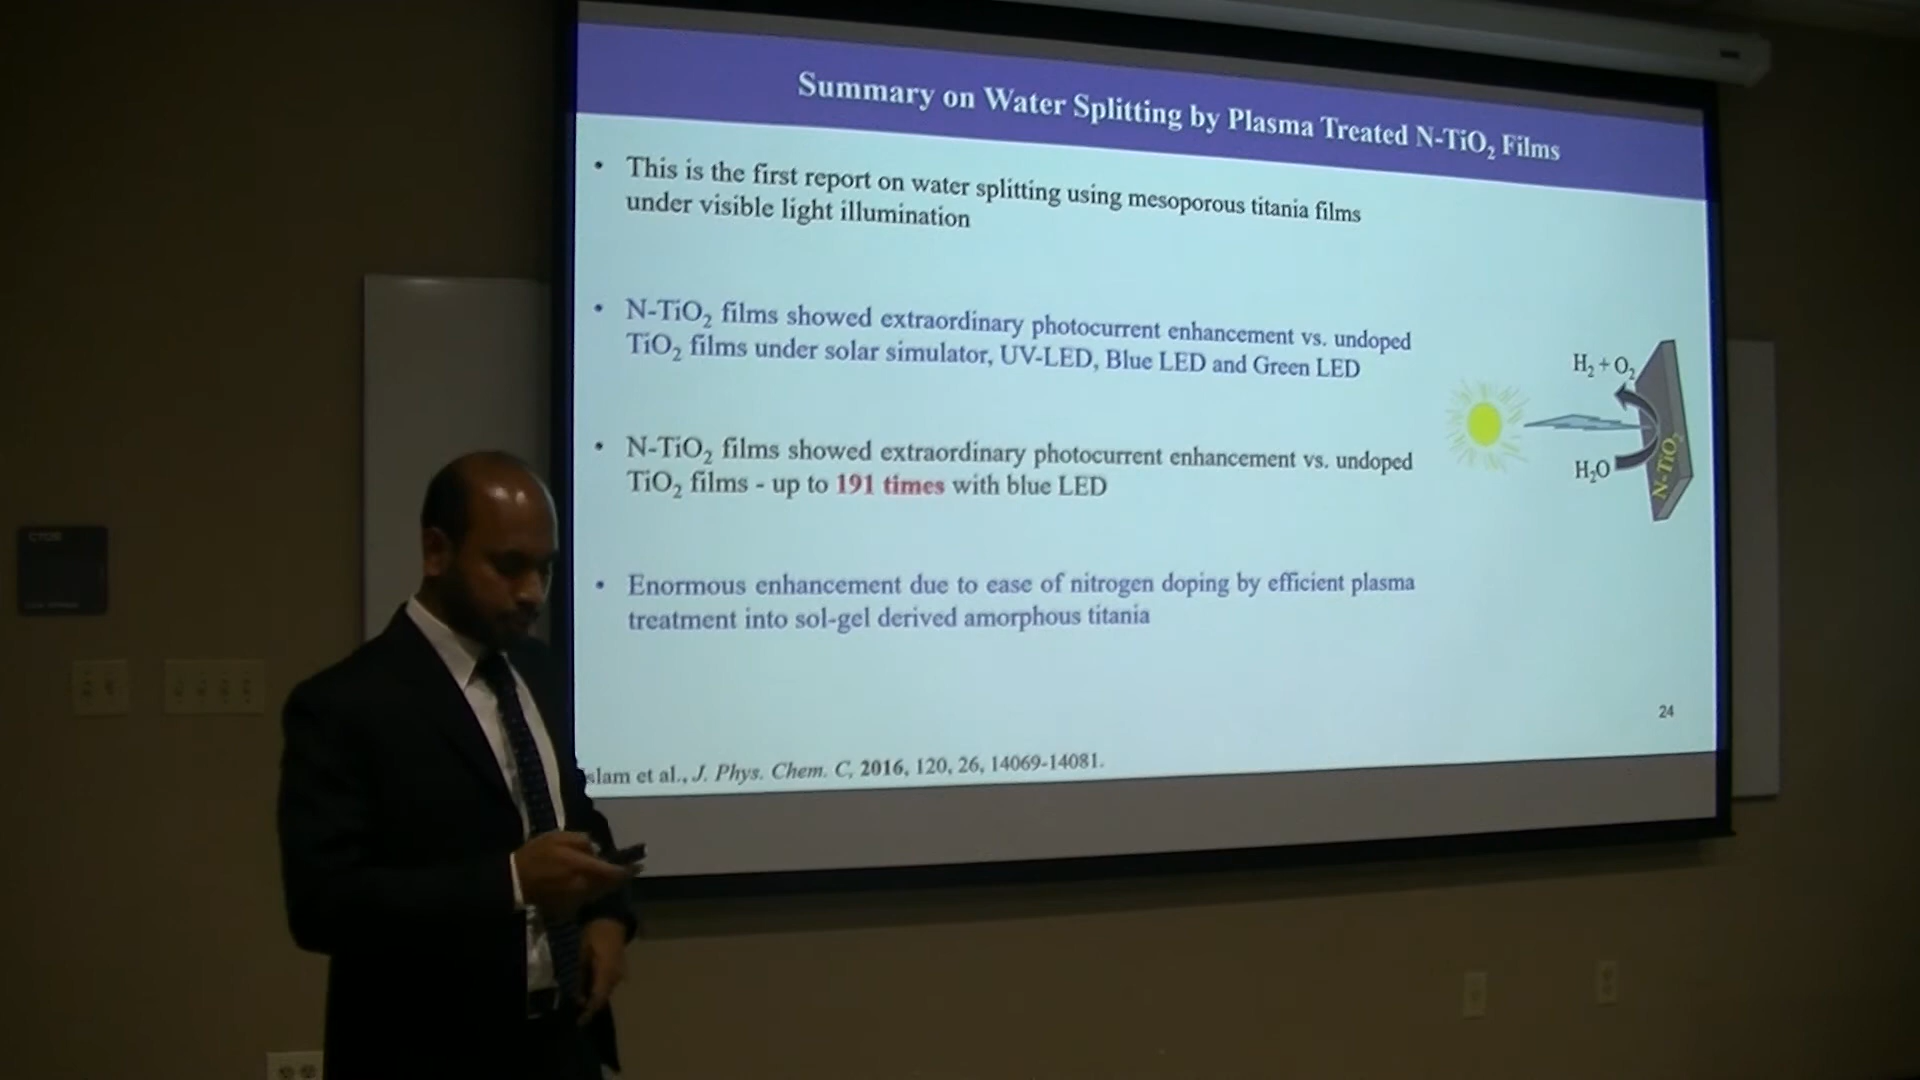 Summary on Water Splitting by Plasma Treated N-TiO₂ Films
• This is the first report on water splitting using mesoporous titania films
under visible light illumination
• N-TiO₂ films showed extraordinary photocurrent enhancement vs. undoped
TiO₂ films under solar simulator, UV-LED, Blue LED and Green LED
• N-TiO₂ films showed extraordinary photocurrent enhancement vs. undoped
TiO₂ films - up to 191 times with blue LED
• Enormous enhancement due to ease of nitrogen doping by efficient plasma
treatment into sol-gel derived amorphous titania
H₂ + O₂
H₂O
N-TiO₂
24
slam et al., J. Phys. Chem. C, 2016, 120, 26, 14069-14081.